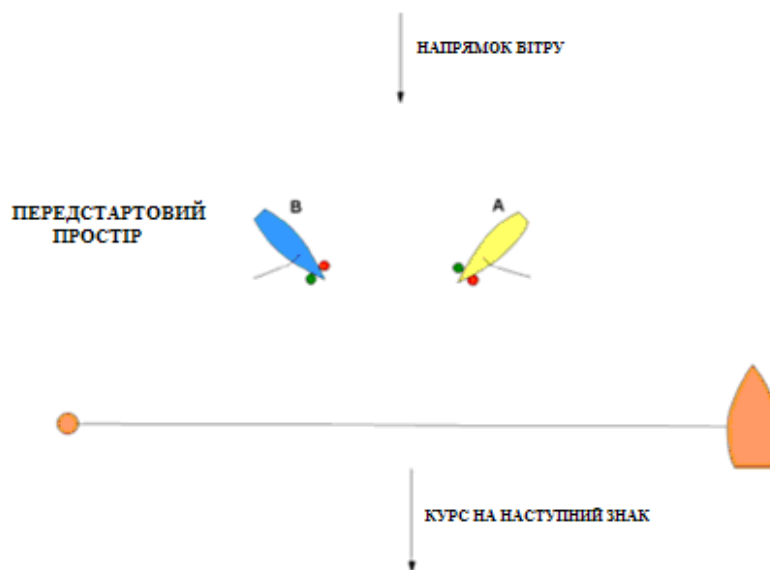 НАПРЯМОК ВІТРУ
B
A
ПЕРЕДСТАРТОВИЙ
ПРОСТІР
КУРС НА НАСТУПНИЙ ЗНАК